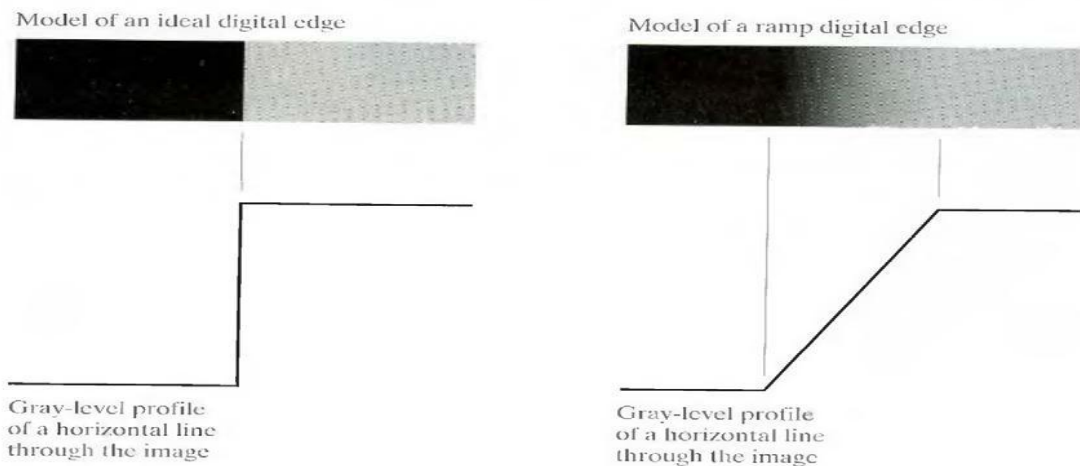 Model of an ideal digital edge
Model of a ramp digital edge
Gray-level profile
of a horizontal line
through the image
Gray-level profile
of a horizontal line
through the image